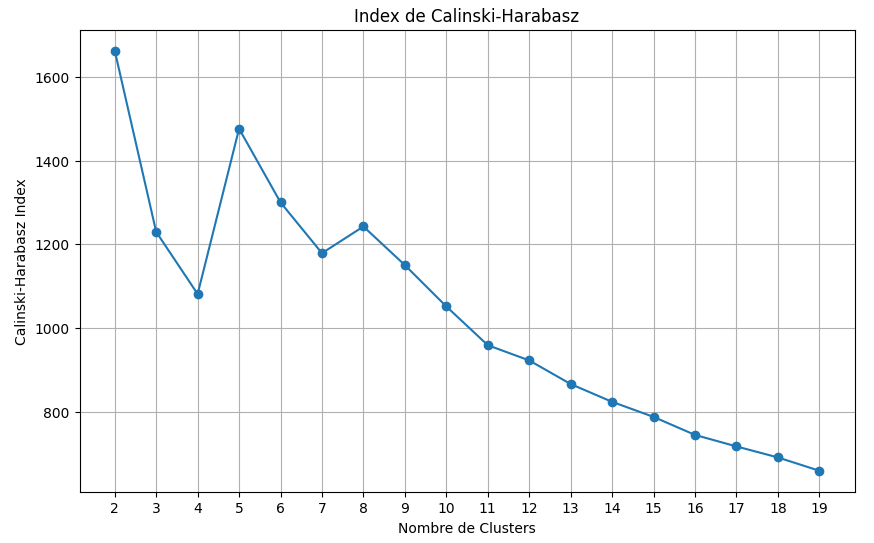 Index de Calinski-Harabasz
Calinski-Harabasz Index
1600
1400
1200
1000
800
2 3 4 5 6 7 8 9 10 11 12 13 14 15 16 17 18 19
Nombre de Clusters